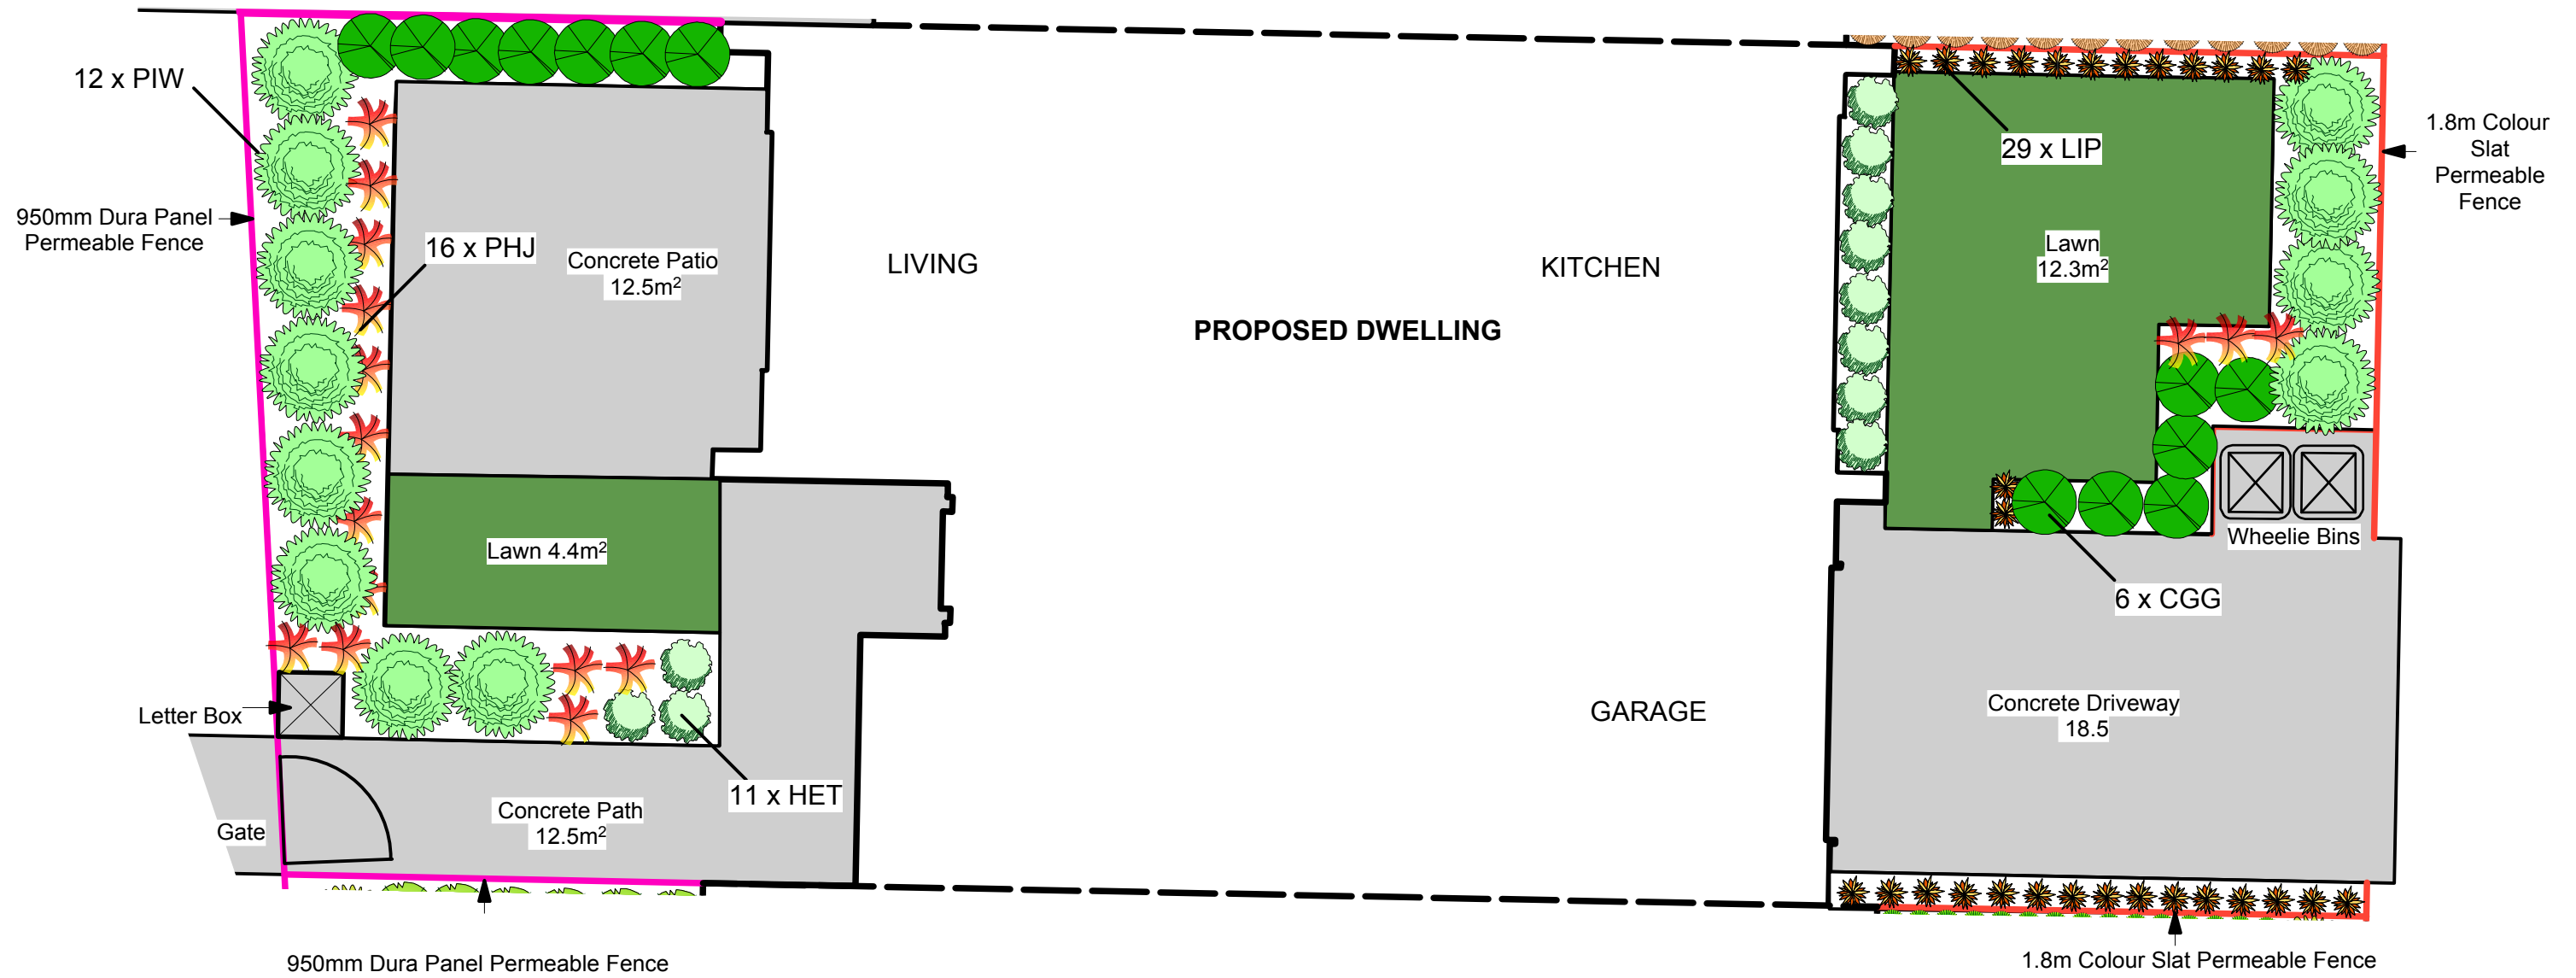 12 x PIW
950mm Dura Panel
Permeable Fence
16 x PHJ
Concrete Patio
12.5m²
LIVING
KITCHEN
PROPOSED DWELLING
29 x LIP
Lawn
12.3m²
1.8m Colour
Slat
Permeable
Fence
Lawn 4.4m²
Wheelie Bins
6 x CGG
Letter Box
GARAGE
Concrete Driveway
18.5
11 x HET
Gate
Concrete Path
12.5m²
950mm Dura Panel Permeable Fence
1.8m Colour Slat Permeable Fence